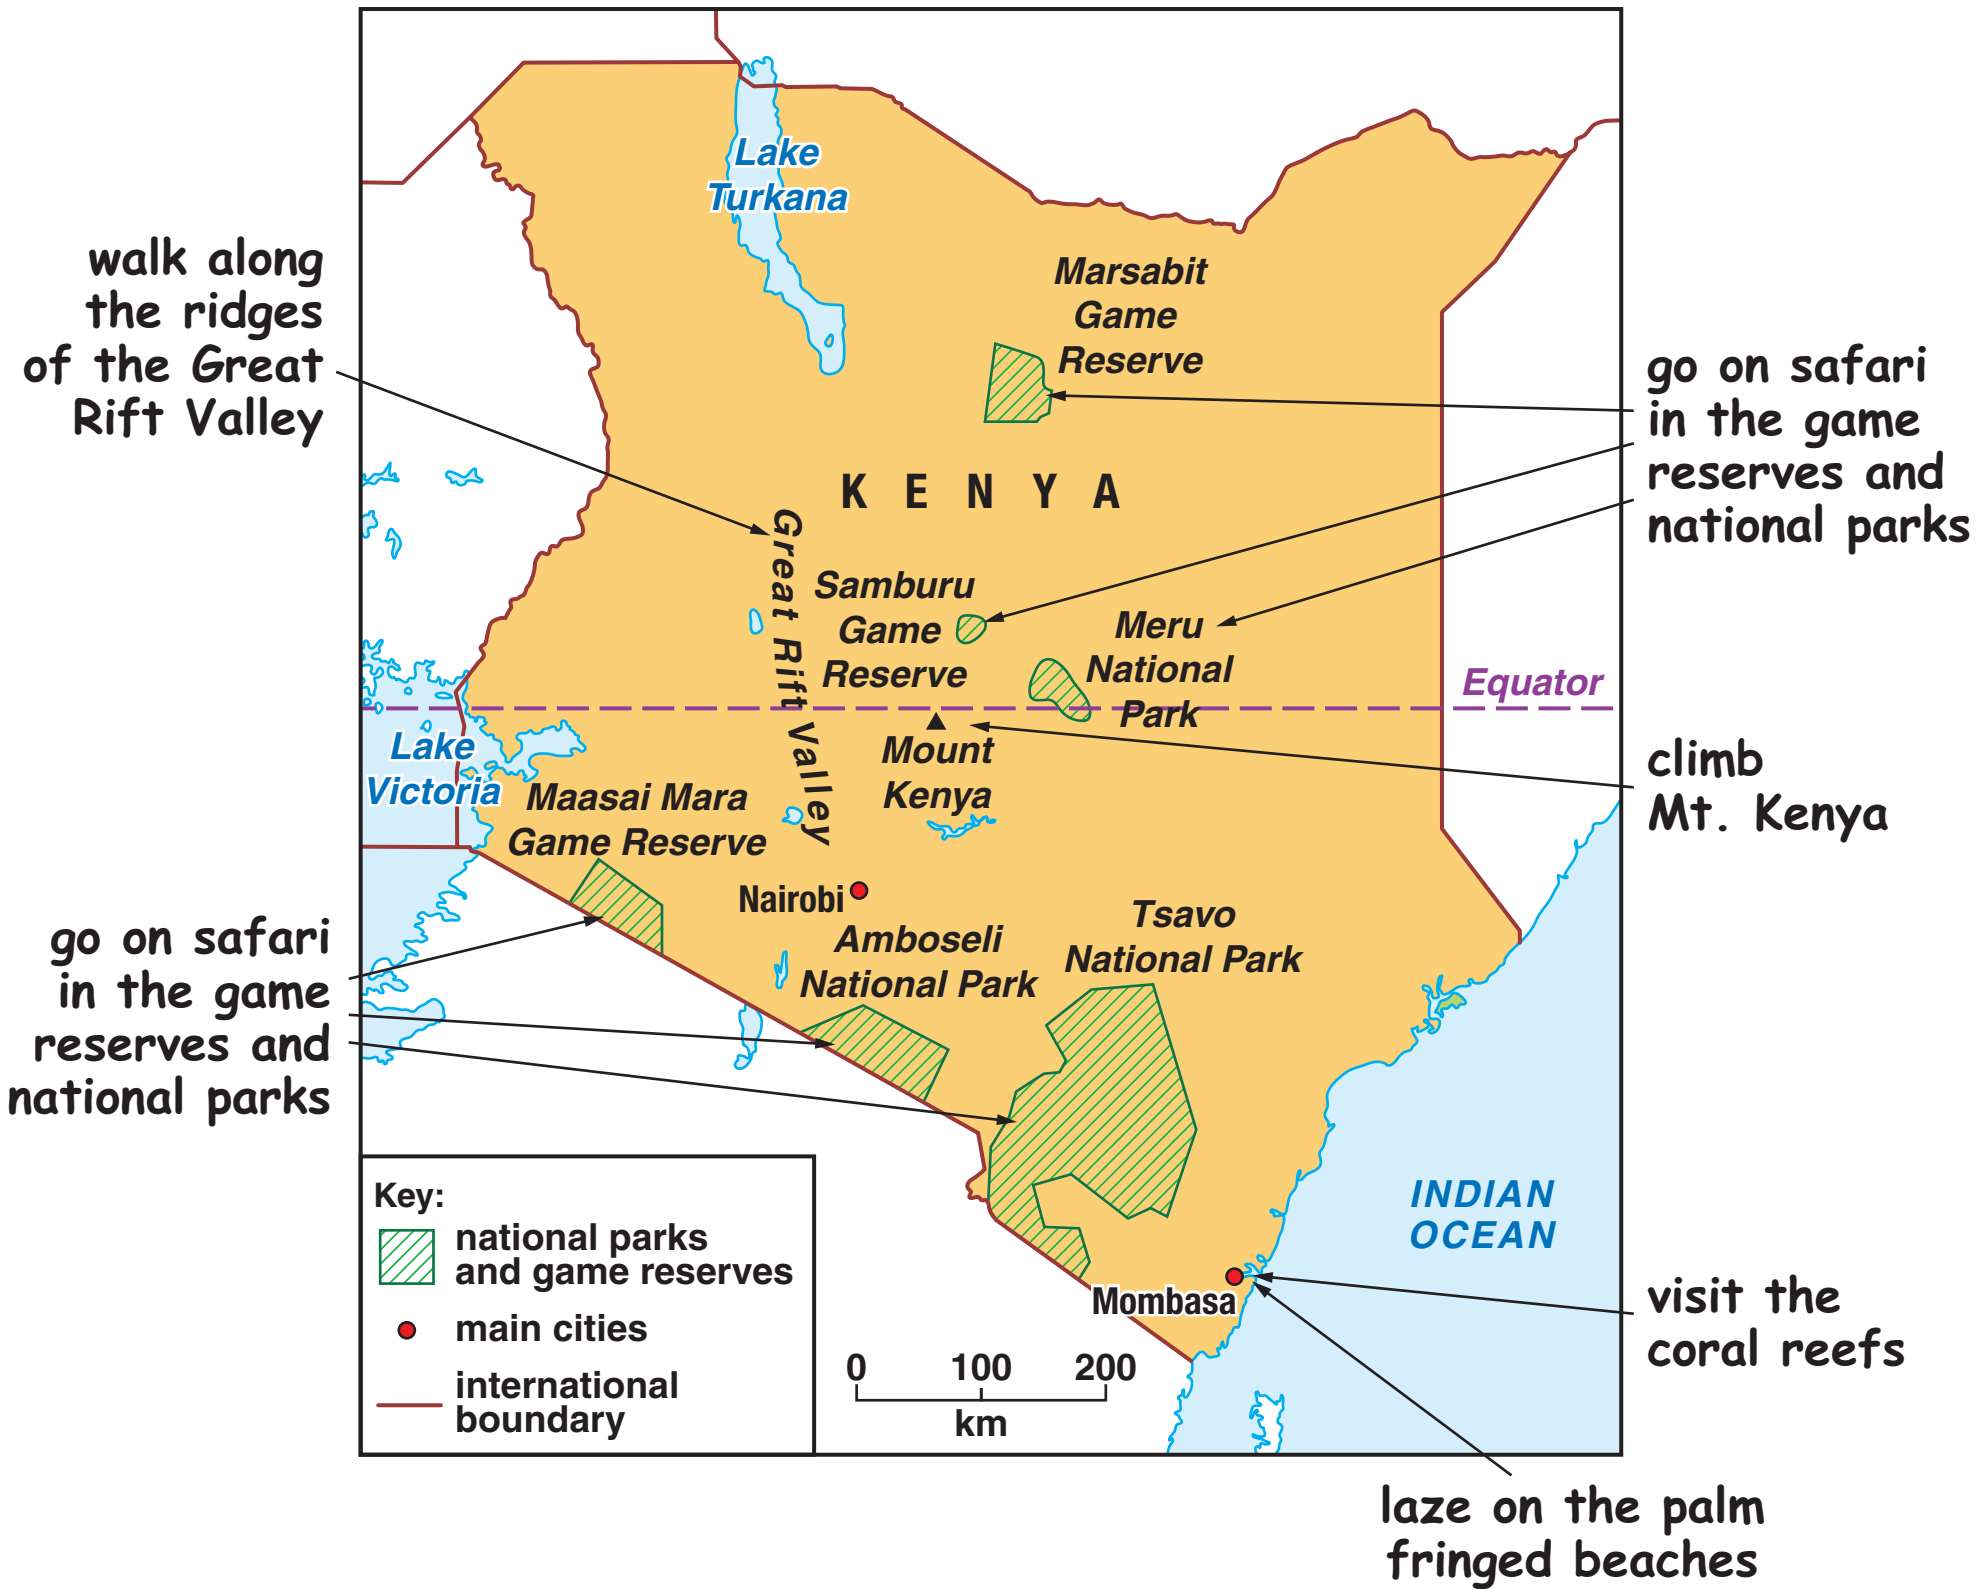 Lake
Turkana
walk along
the ridges
of the Great
Rift Valley
Marsabit
Game
Reserve
go on safari
in the game
reserves and
national parks
KENYA
Great Rift Valley
Samburu
Game
Reserve
Meru
National
Park
Equator
Lake
Victoria
Mount
Kenya
climb
Mt. Kenya
Maasai Mara
Game Reserve
Nairobi
Amboseli
National Park
Tsavo
National Park
go on safari
in the game
reserves and
national parks
INDIAN
OCEAN
Mombasa
visit the
coral reefs
laze on the palm
fringed beaches
Key:
national parks
and game reserves
main cities
international
boundary
0 100 200
km